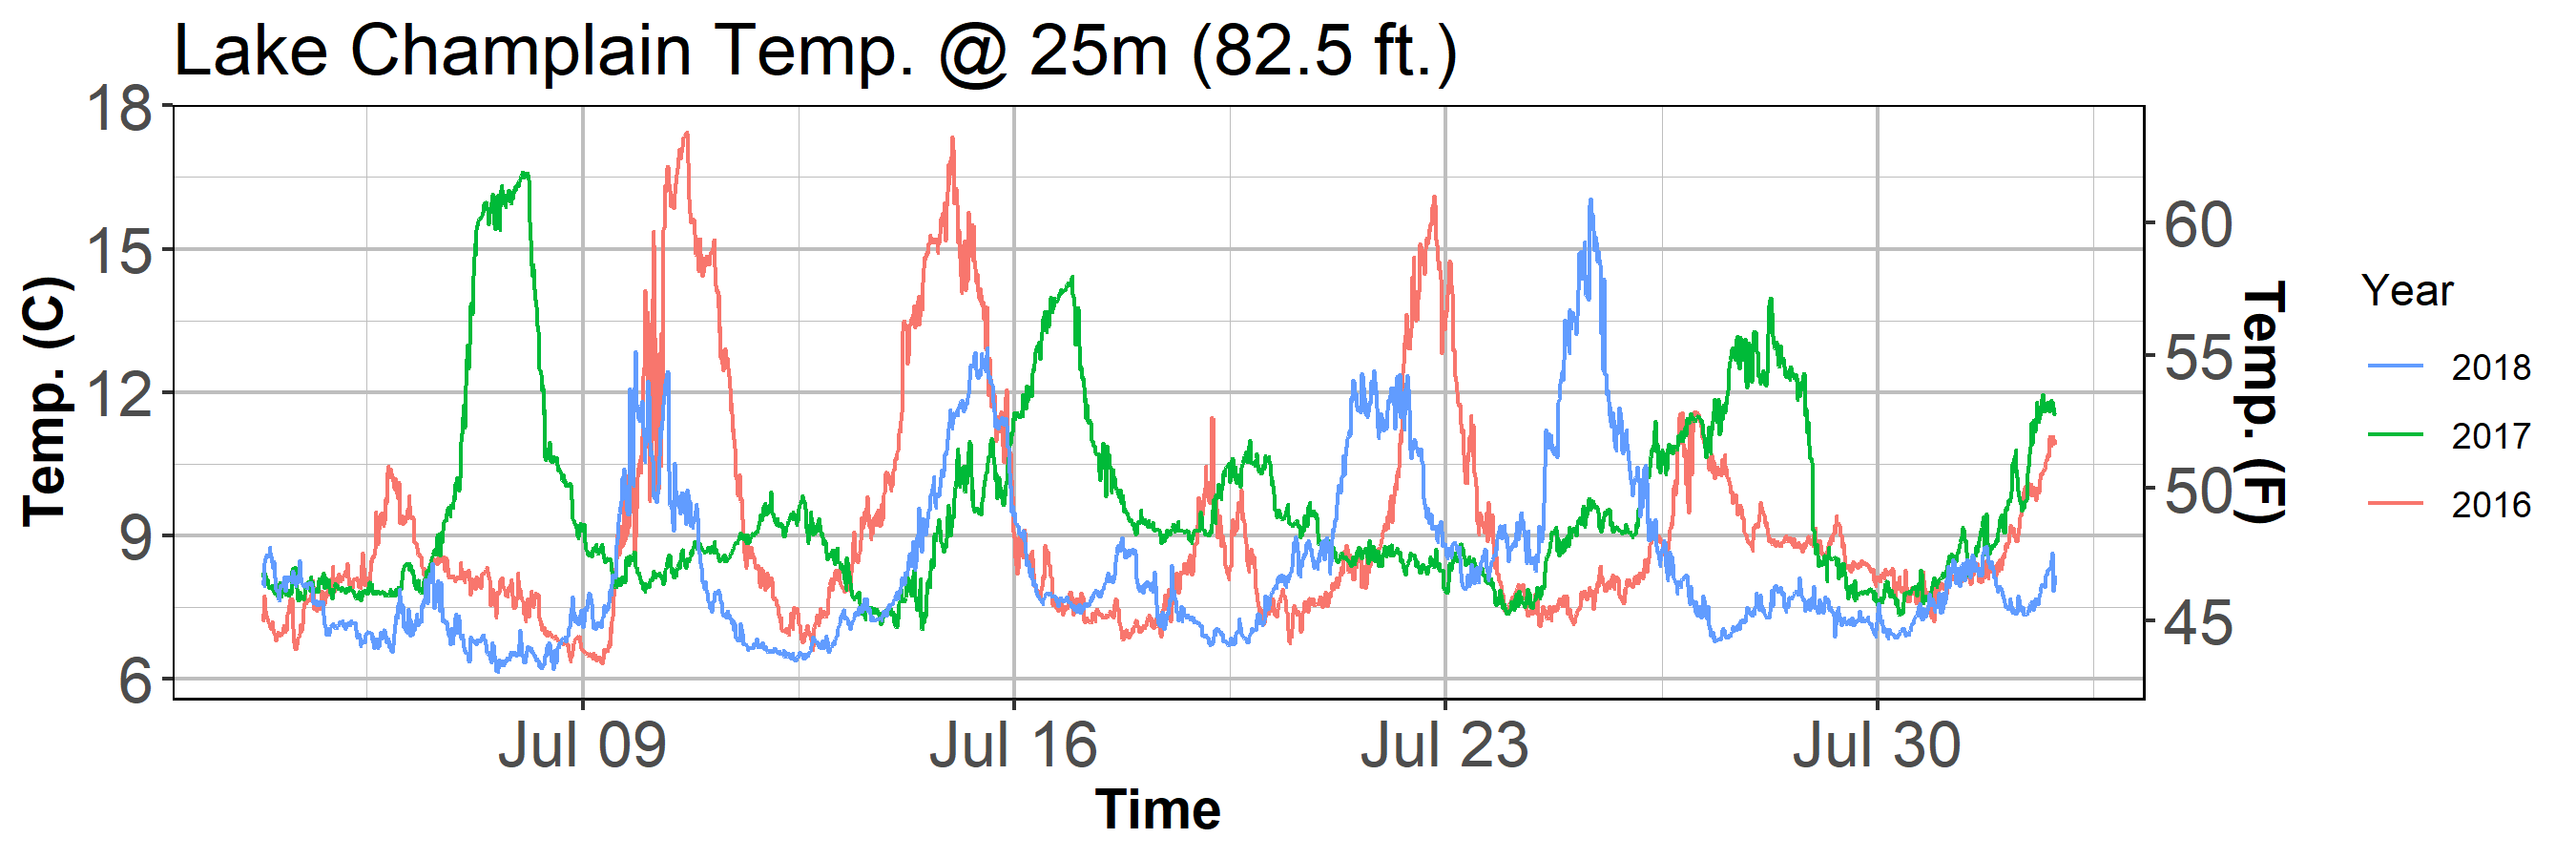 Lake Champlain Temp. @ 25m (82.5 ft.)
18
15
12
9
6
Temp. (C)
60
55
50
45
Temp. (F)
Jul 09
Jul 16
Jul 23
Jul 30
Time
Year
2018
2017
2016